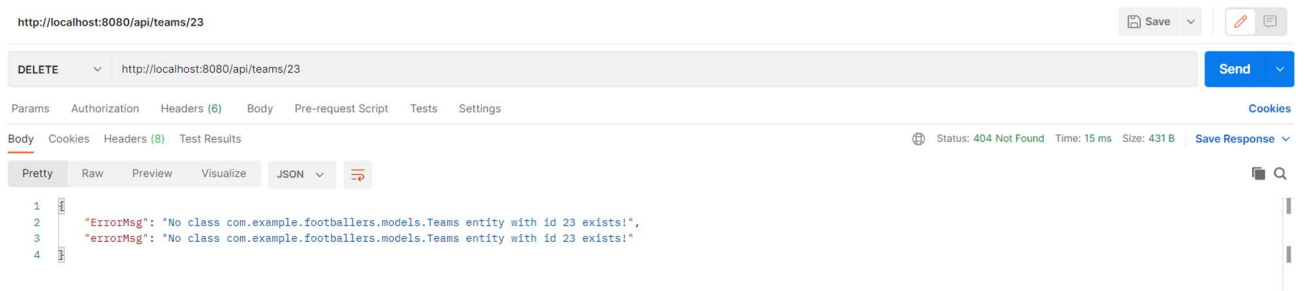 http://localhost:8080/api/teams/23 Save
DELETE http://localhost:8080/api/teams/23 Send
Params Authorization Headers (6) Body Pre-request Script Tests Settings Cookies
Body Cookies Headers (8) Test Results Status: 404 Not Found Time: 15 ms Size: 431 B Save Response
Pretty Raw Preview Visualize JSON
1 {
2 "ErrorMsg": "No class com.example.footballers.models.Teams entity with id 23 exists!",
3 "errorMsg": "No class com.example.footballers.models.Teams entity with id 23 exists!"
4 }